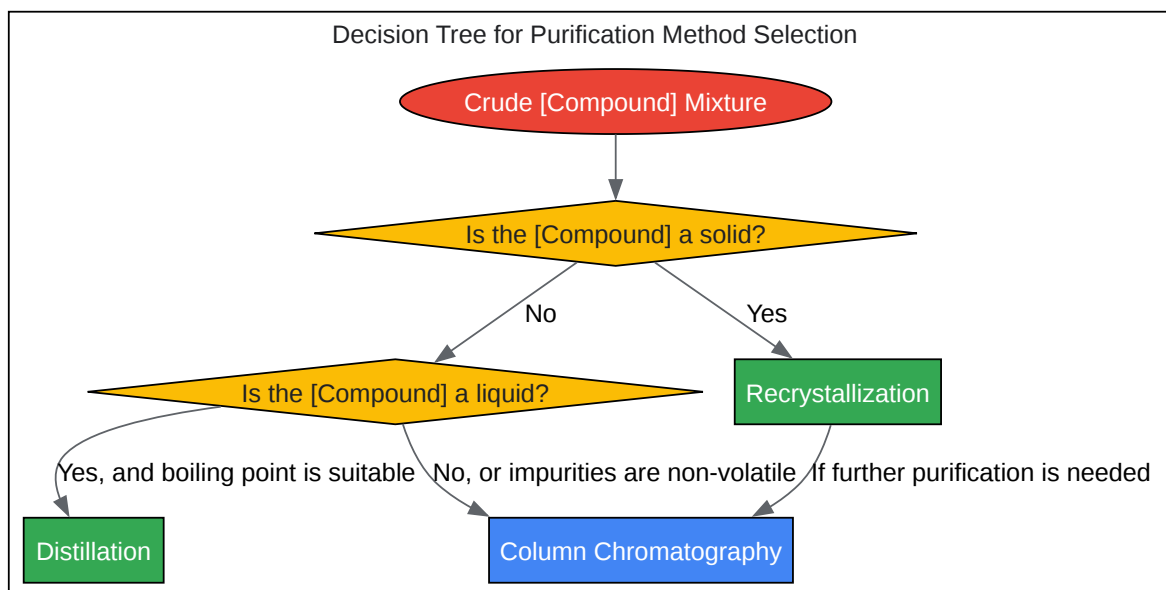 Decision Tree for Purification Method Selection
Crude [Compound] Mixture
Is the [Compound] a solid?
No
Yes
Is the [Compound] a liquid?
Recrystallization
Yes, and boiling point is suitable
No, or impurities are non-volatile
If further purification is needed
Distillation
Column Chromatography